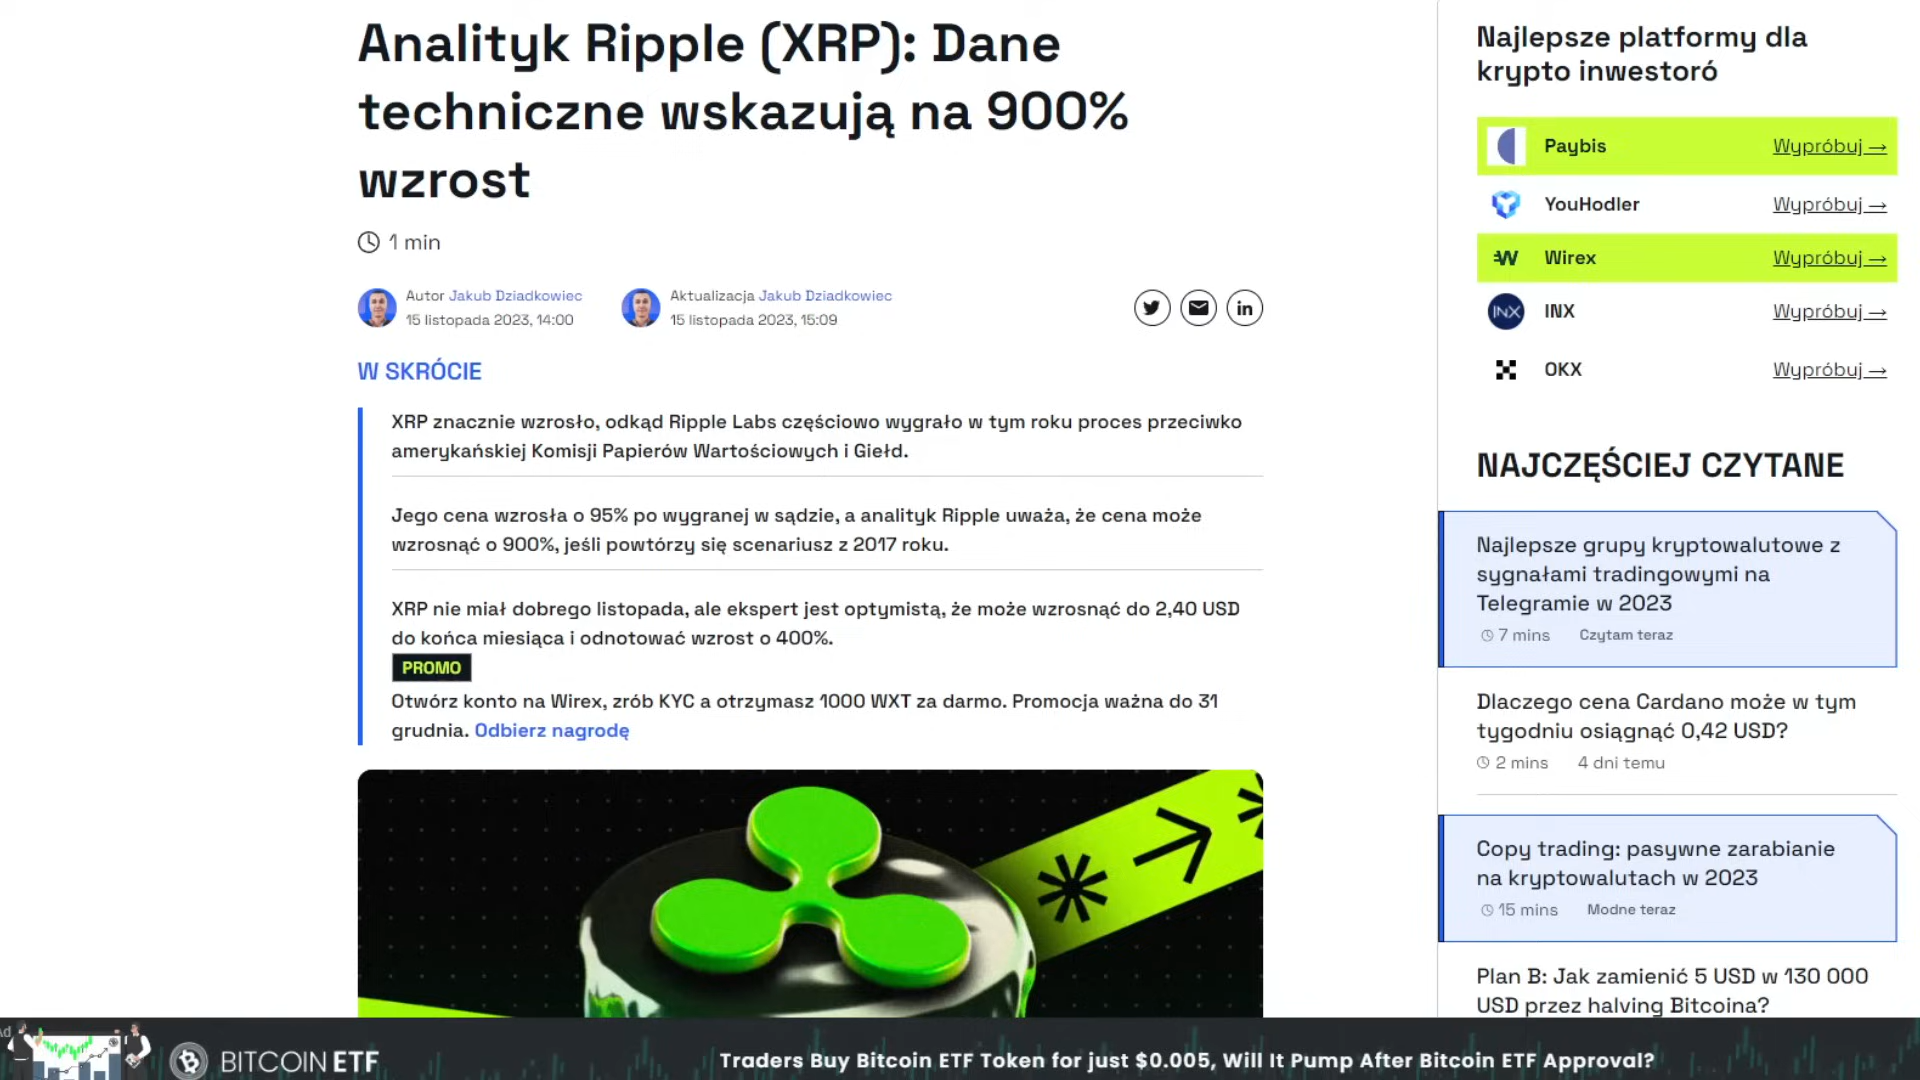 Analityk Ripple (XRP): Dane
techniczne wskazują na 900%
wzrost
1 min
Autor Jakub Dziadkowiec
15 listopada 2023, 14:00
Aktualizacja Jakub Dziadkowiec
15 listopada 2023, 15:09
W SKRÓCIE
XRP znacznie wzrosło, odkąd Ripple Labs częściowo wygrało w tym roku proces przeciwko
amerykańskiej Komisji Papierów Wartościowych i Giełd.
Jego cena wzrosła o 95% po wygranej w sądzie, a analityk Ripple uważa, że cena może
wzrosnąć o 900%, jeśli powtórzy się scenariusz z 2017 roku.
XRP nie miał dobrego listopada, ale ekspert jest optymistą, że może wzrosnąć do 2,40 USD
do końca miesiąca i odnotować wzrost o 400%.
PROMO
Otwórz konto na Wirex, zrób KYC a otrzymasz 1000 WXT za darmo. Promocja ważna do 31
grudnia. Odbierz nagrodę
Najlepsze platformy dla
krypto inwestoró
Paybis Wypróbuj →
YouHodler Wypróbuj →
Wirex Wypróbuj →
INX INX Wypróbuj →
OKX Wypróbuj →
NAJCZĘŚCIEJ CZYTANE
Najlepsze grupy kryptowalutowe z
sygnałami tradingowymi na
Telegramie w 2023
7 mins Czytam teraz
Dlaczego cena Cardano może w tym
tygodniu osiągnąć 0,42 USD?
2 mins 4 dni temu
Copy trading: pasywne zarabianie
na kryptowalutach w 2023
15 mins Modne teraz
Plan B: Jak zamienić 5 USD w 130 000
USD przez halving Bitcoina?
BITCOIN ETF
Traders Buy Bitcoin ETF Token for just $0.005, Will It Pump After Bitcoin ETF Approval?